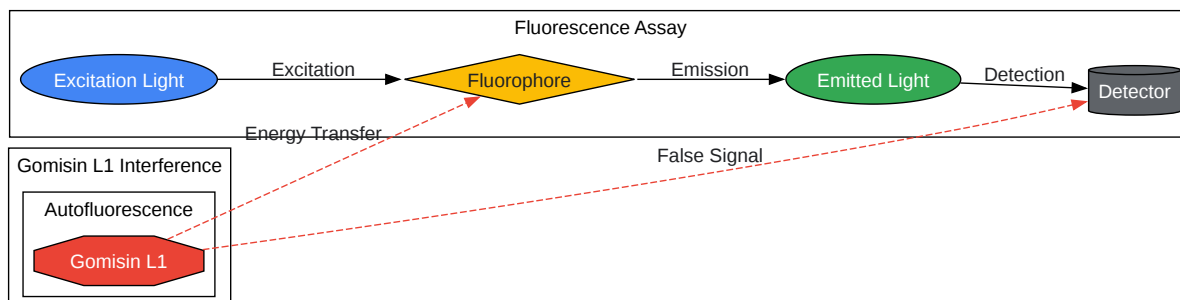 Fluorescence Assay
Excitation Light
Excitation
Fluorophore
Emission
Emitted Light
Detection
Detector
Energy Transfer
False Signal
Gomisin L1 Interference
Autofluorescence
Gomisin L1